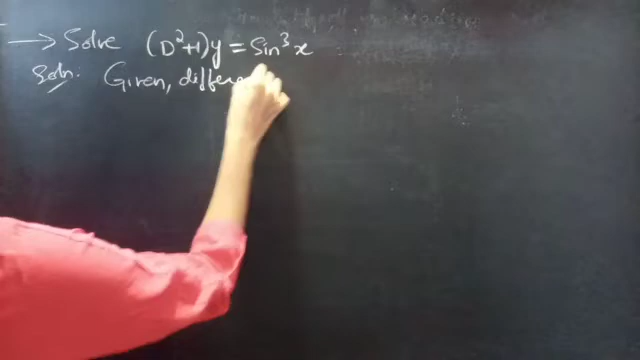 → Solve (D²+1)y = Sin³x
Soln: Given, differe